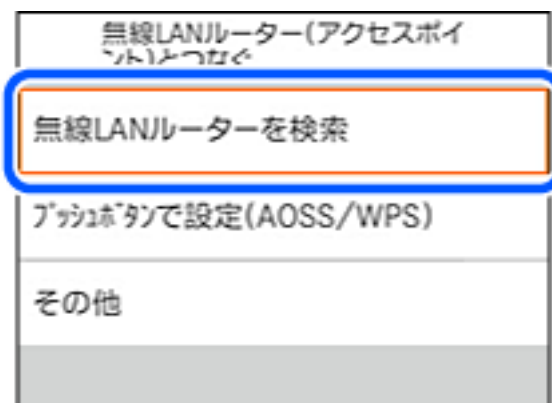 無線LANルーター(アクセスポイ
ント)とつなぐ
無線LANルーターを検索
ﾌﾟｯｼｭﾎﾞﾀﾝで設定(AOSS/WPS)
その他